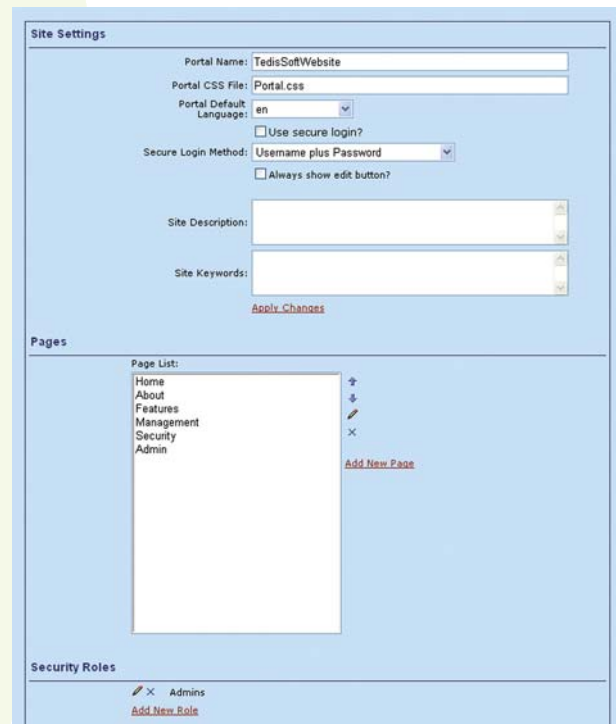 Site Settings
Portal Name: TedisSoftWebsite
Portal CSS File: Portal.css
Portal Default
Language: en
Use secure login?
Secure Login Method: Username plus Password
Always show edit button?
Site Description:
Site Keywords:
Apply Changes
Pages
Page List:
Home
About
Features
Management
Security
Admin
Add New Page
Security Roles
Admins
Add New Role